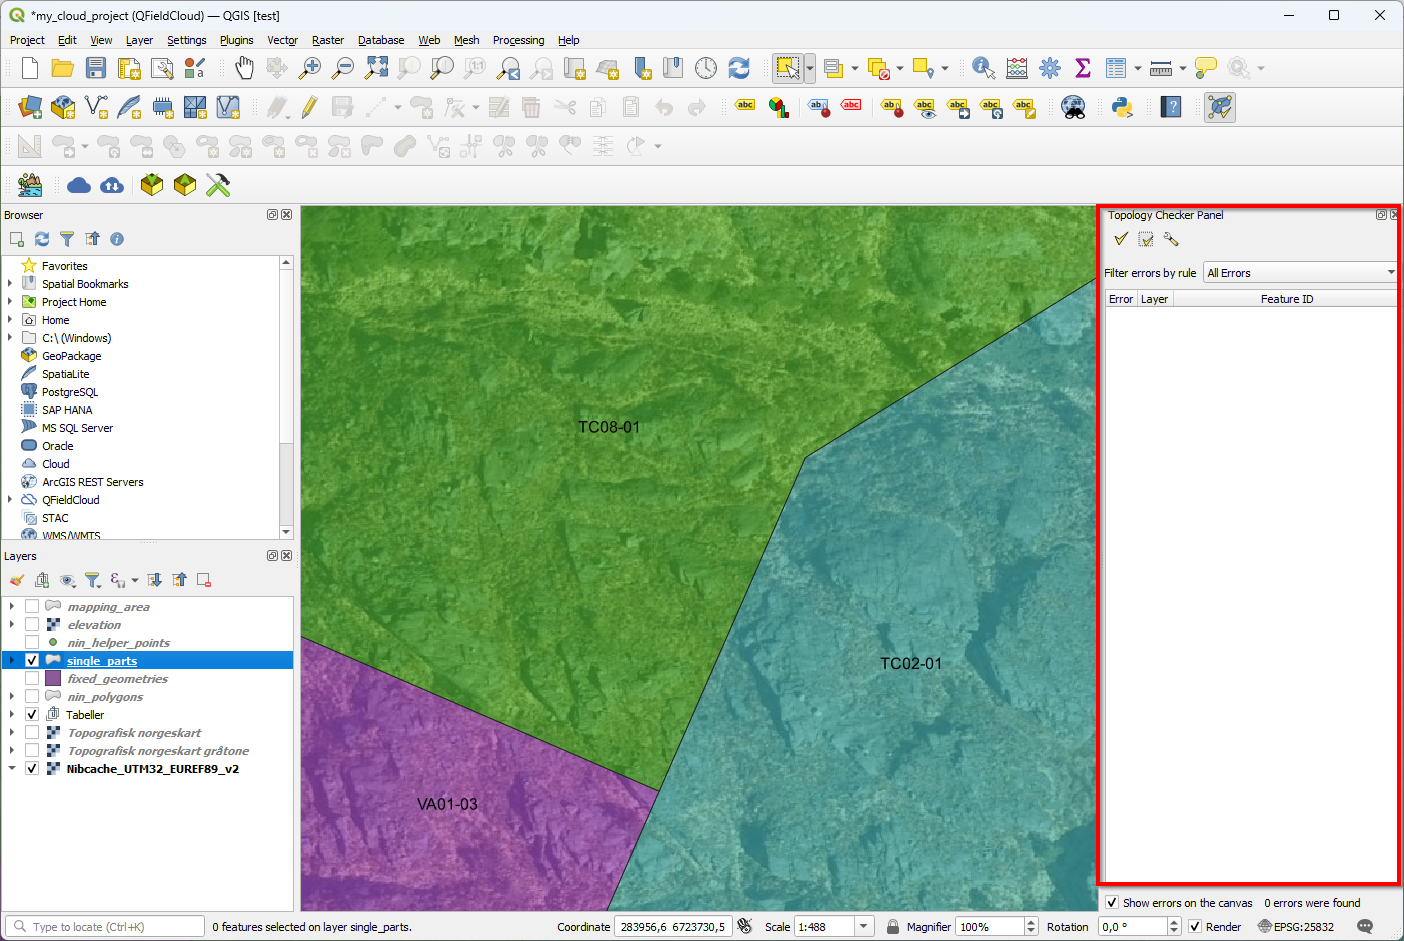 *my_cloud_project (QFieldCloud) — QGIS [test]
Project Edit View Layer Settings Plugins Vector Raster Database Web Mesh Processing Help
Browser
Favorites
Spatial Bookmarks
Project Home
Home
C:\ (Windows)
GeoPackage
SpatiaLite
PostgreSQL
SAP HANA
MS SQL Server
Oracle
Cloud
ArcGIS REST Servers
QFieldCloud
STAC
WMS/WMTS
Layers
mapping_area
elevation
nin_helper_points
single_parts
fixed_geometries
nin_polygons
Tabeller
Topografisk norgeskart
Topografisk norgeskart gråtone
Nibcache_UTM32_EUREF89_v2
TC08-01
TC02-01
VA01-03
Topology Checker Panel
Filter errors by rule All Errors
Error Layer Feature ID
Show errors on the canvas 0 errors were found
Type to locate (Ctrl+K) 0 features selected on layer single_parts. Coordinate 283956,6 6723730,5 Scale 1:488 Magnifier 100% Rotation 0,0 ° Render EPSG:25832